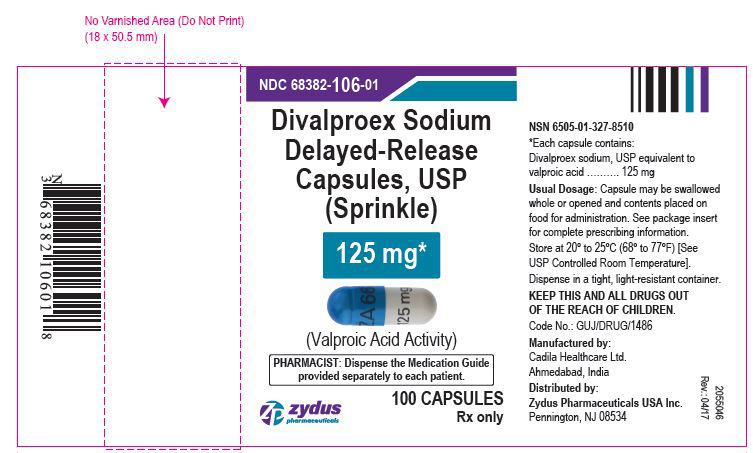 No Varnished Area (Do Not Print)
(18 x 50.5 mm)
N
3 68382 10601 8
NDC 68382-106-01
Divalproex Sodium
Delayed-Release
Capsules, USP
(Sprinkle)
125 mg*
ZA68
125 mg
(Valproic Acid Activity)
PHARMACIST: Dispense the Medication Guide
provided separately to each patient.
zydus
pharmaceuticals
100 CAPSULES
Rx only
NSN 6505-01-327-8510
*Each capsule contains:
Divalproex sodium, USP equivalent to
valproic acid .......... 125 mg
Usual Dosage: Capsule may be swallowed
whole or opened and contents placed on
food for administration. See package insert
for complete prescribing information.
Store at 20° to 25°C (68° to 77°F) [See
USP Controlled Room Temperature].
Dispense in a tight, light-resistant container.
KEEP THIS AND ALL DRUGS OUT
OF THE REACH OF CHILDREN.
Code No.: GUJ/DRUG/1486
Manufactured by:
Cadila Healthcare Ltd.
Ahmedabad, India
Distributed by:
Zydus Pharmaceuticals USA Inc.
Pennington, NJ 08534
2055046
Rev.: 04/17